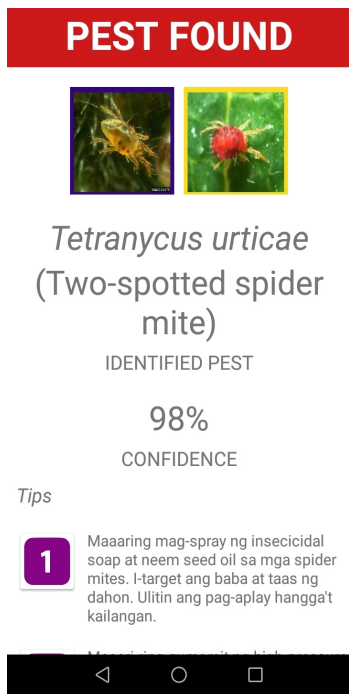 PEST FOUND
Tetranycus urticae
(Two-spotted spider
mite)
IDENTIFIED PEST
98%
CONFIDENCE
Tips
1
Maaaring mag-spray ng insecicidal
soap at neem seed oil sa mga spider
mites. I-target ang baba at taas ng
dahon. Ulitin ang pag-aplay hangga't
kailangan.